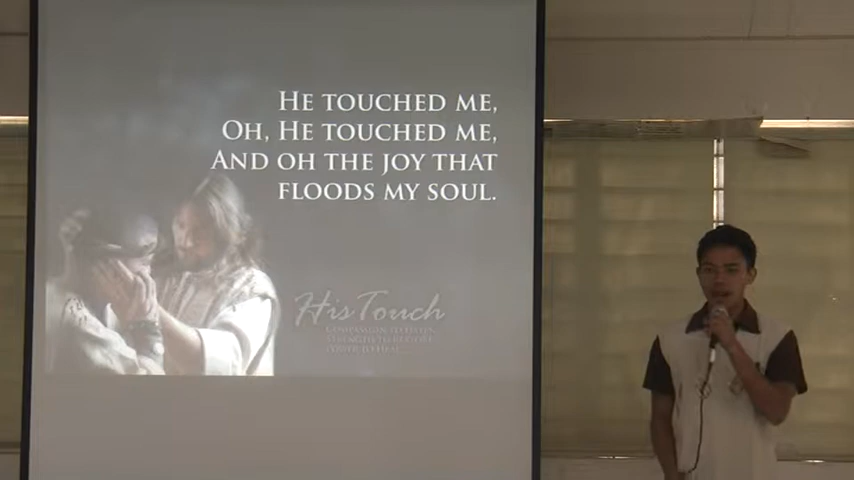 He touched me,
Oh, He touched me,
And oh the joy that
floods my soul.
His Touch